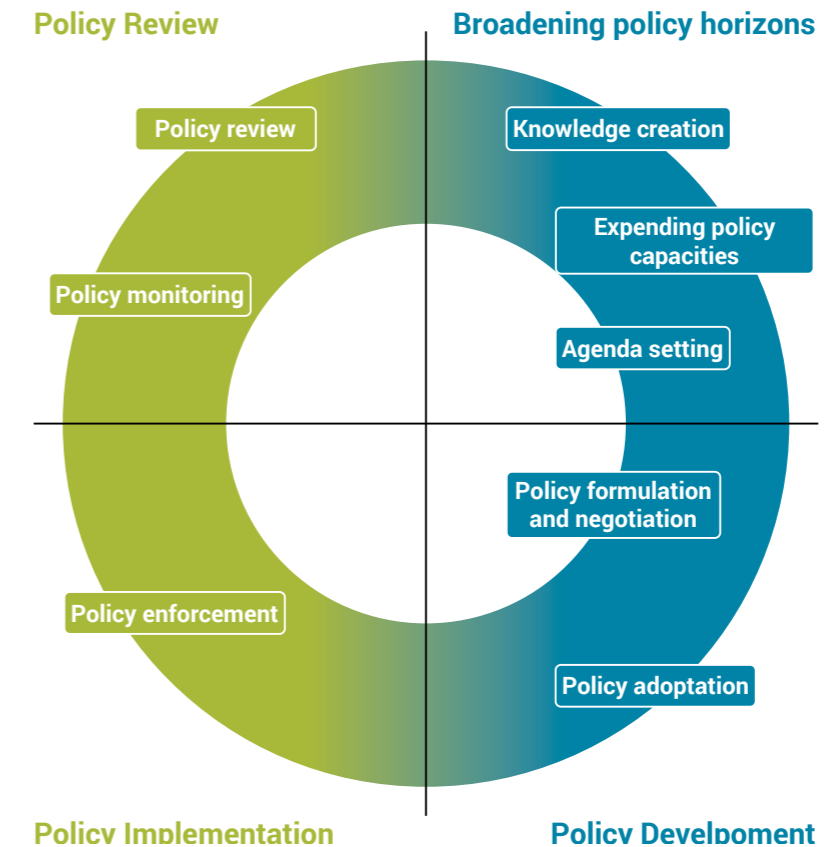 Policy Review
Broadening policy horizons
Policy review
Knowledge creation
Expending policy
capacities
Policy monitoring
Agenda setting
Policy formulation
and negotiation
Policy enforcement
Policy adoptation
Policy Implementation
Policy Develpoment